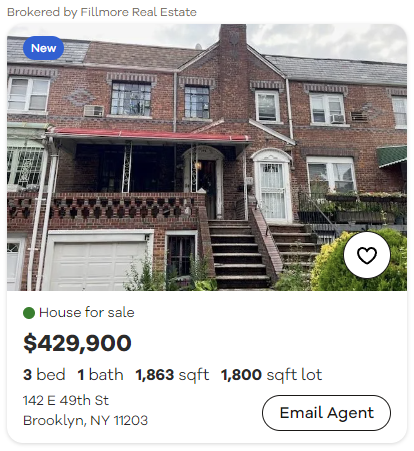 Brokered by Fillmore Real Estate
New
House for sale
$429,900
3 bed 1 bath 1,863 sqft 1,800 sqft lot
142 E 49th St
Brooklyn, NY 11203
Email Agent